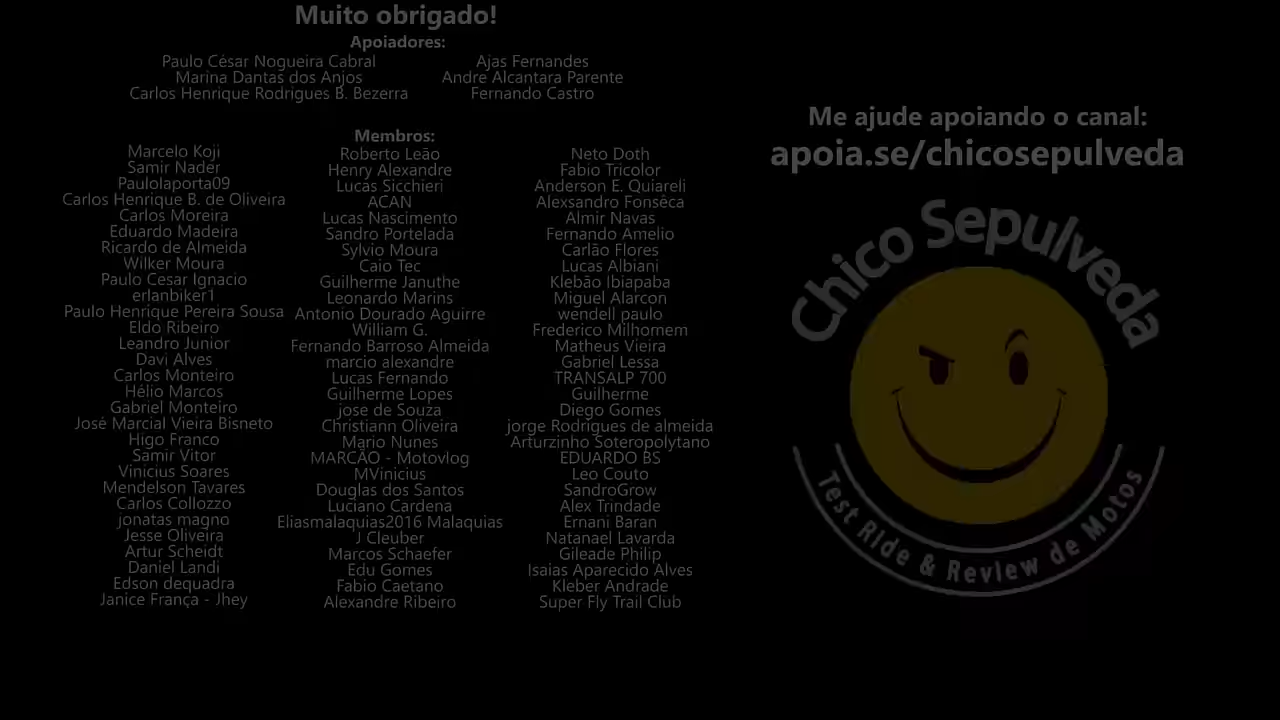 Muito obrigado!
Apoiadores:
Paulo César Nogueira Cabral
Marina Dantas dos Anjos
Carlos Henrique Rodrigues B. Bezerra
Ajas Fernandes
Andre Alcantara Parente
Fernando Castro
Membros:
Marcelo Koji
Samir Nader
Paulolaporta09
Carlos Henrique B. de Oliveira
Carlos Moreira
Eduardo Madeira
Ricardo de Almeida
Wilker Moura
Paulo Cesar Ignacio
erlanbiker1
Paulo Henrique Pereira Sousa
Eldo Ribeiro
Leandro Junior
Davi Alves
Carlos Monteiro
Hélio Marcos
Gabriel Monteiro
José Marcial Vieira Bisneto
Higo Franco
Samir Vitor
Vinicius Soares
Mendelson Tavares
Carlos Collozzo
jonatas magno
Jesse Oliveira
Artur Scheidt
Daniel Landi
Edson dequadra
Janice França - Jhey
Roberto Leão
Henry Alexandre
Lucas Sicchieri
ACAN
Lucas Nascimento
Sandro Portelada
Sylvio Moura
Caio Tec
Guilherme Januthe
Leonardo Marins
Antonio Dourado Aguirre
William G.
Fernando Barroso Almeida
marcio alexandre
Lucas Fernando
Guilherme Lopes
jose de Souza
Christiann Oliveira
Mario Nunes
MARCÃO - Motovlog
MVinicius
Douglas dos Santos
Luciano Cardena
Eliasmalaquias2016 Malaquias
J Cleuber
Marcos Schaefer
Edu Gomes
Fabio Caetano
Alexandre Ribeiro
Neto Doth
Fabio Tricolor
Anderson E. Quiareli
Alexsandro Fonsêca
Almir Navas
Fernando Amelio
Carlão Flores
Lucas Albiani
Klebão Ibiapaba
Miguel Alarcon
wendell paulo
Frederico Milhomem
Matheus Vieira
Gabriel Lessa
TRANSALP 700
Guilherme
Diego Gomes
jorge Rodrigues de almeida
Arturzinho Soteropolytano
EDUARDO BS
Leo Couto
SandroGrow
Alex Trindade
Ernani Baran
Natanael Lavarda
Gileade Philip
Isaias Aparecido Alves
Kleber Andrade
Super Fly Trail Club
Me ajude apoiando o canal:
apoia.se/chicosepulveda
Chico Sepulveda
Test Ride & Review de Motos